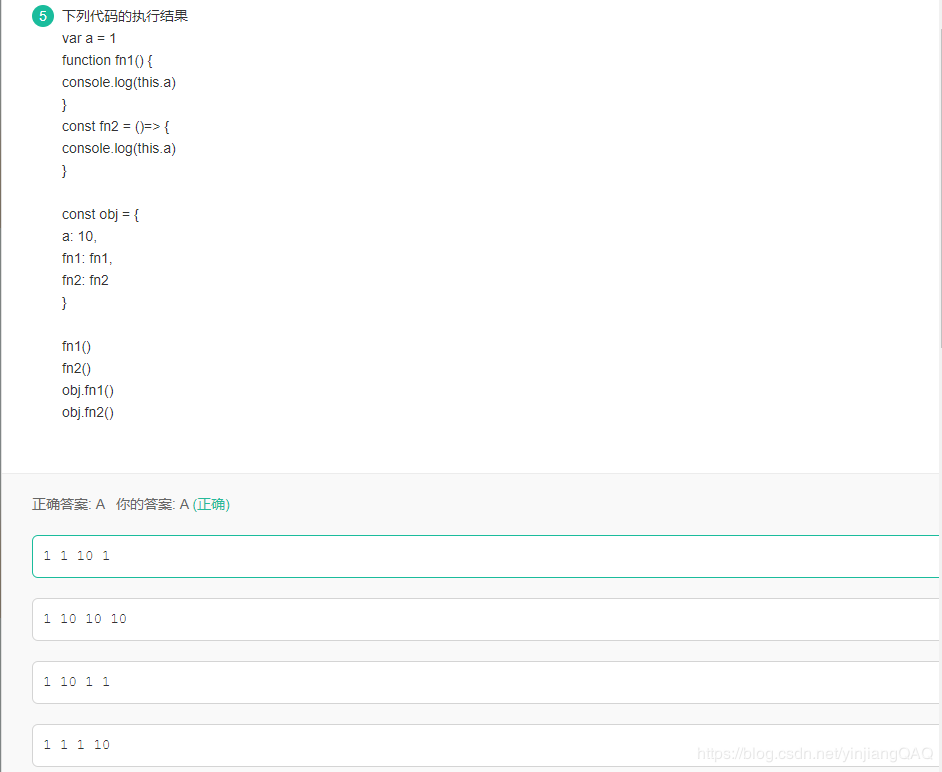 5 下列代码的执行结果
var a = 1
function fn1() {
console.log(this.a)
}
const fn2 = ()=> {
console.log(this.a)
}
const obj = {
a: 10,
fn1: fn1,
fn2: fn2
}
fn1()
fn2()
obj.fn1()
obj.fn2()
正确答案: A 你的答案: A (正确)
1 1 10 1
1 10 10 10
1 10 1 1
1 1 1 10
https://blog.csdn.net/yinjiangQAQ